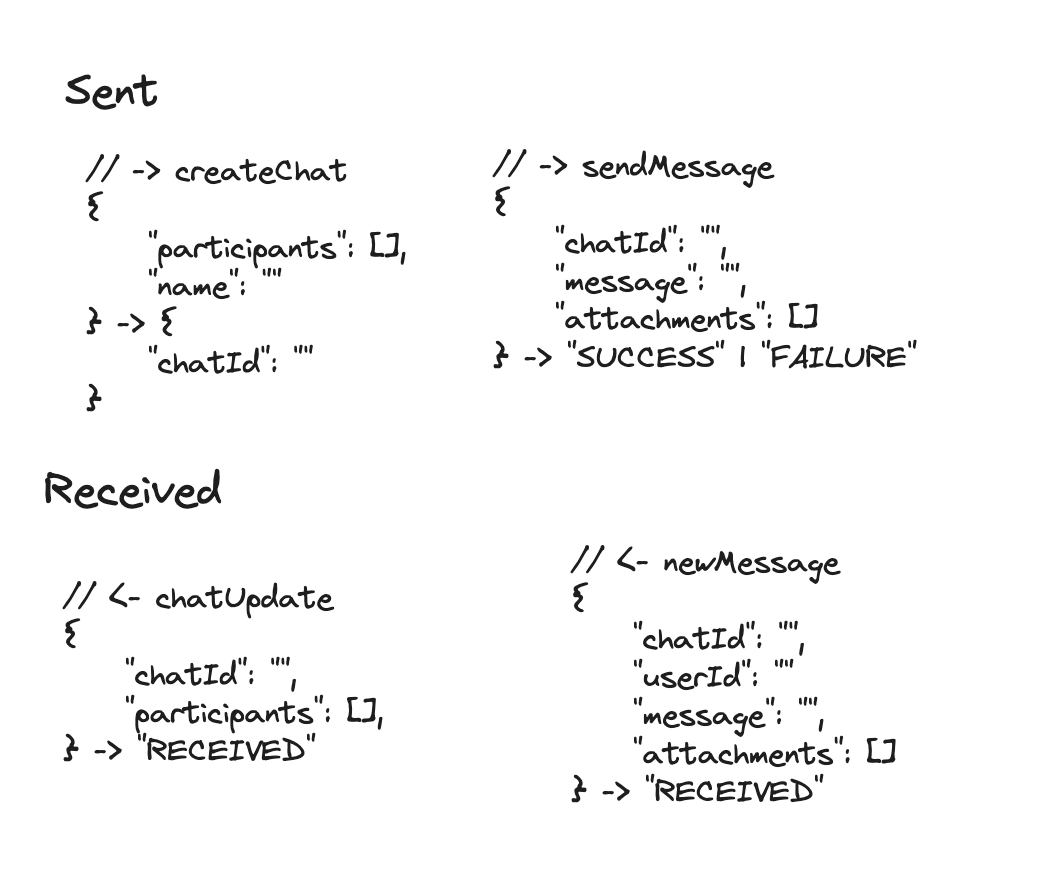 Sent
// -> createChat
{
"participants": [],
"name": ""
} -> {
"chatId": ""
}
// -> sendMessage
{
"chatId": "",
"message": "",
"attachments": []
} -> "SUCCESS" | "FAILURE"
Received
// <- chatUpdate
{
"chatId": "",
"participants": [],
} -> "RECEIVED"
// <- newMessage
{
"chatId": "",
"userId": ""
"message": "",
"attachments": []
} -> "RECEIVED"